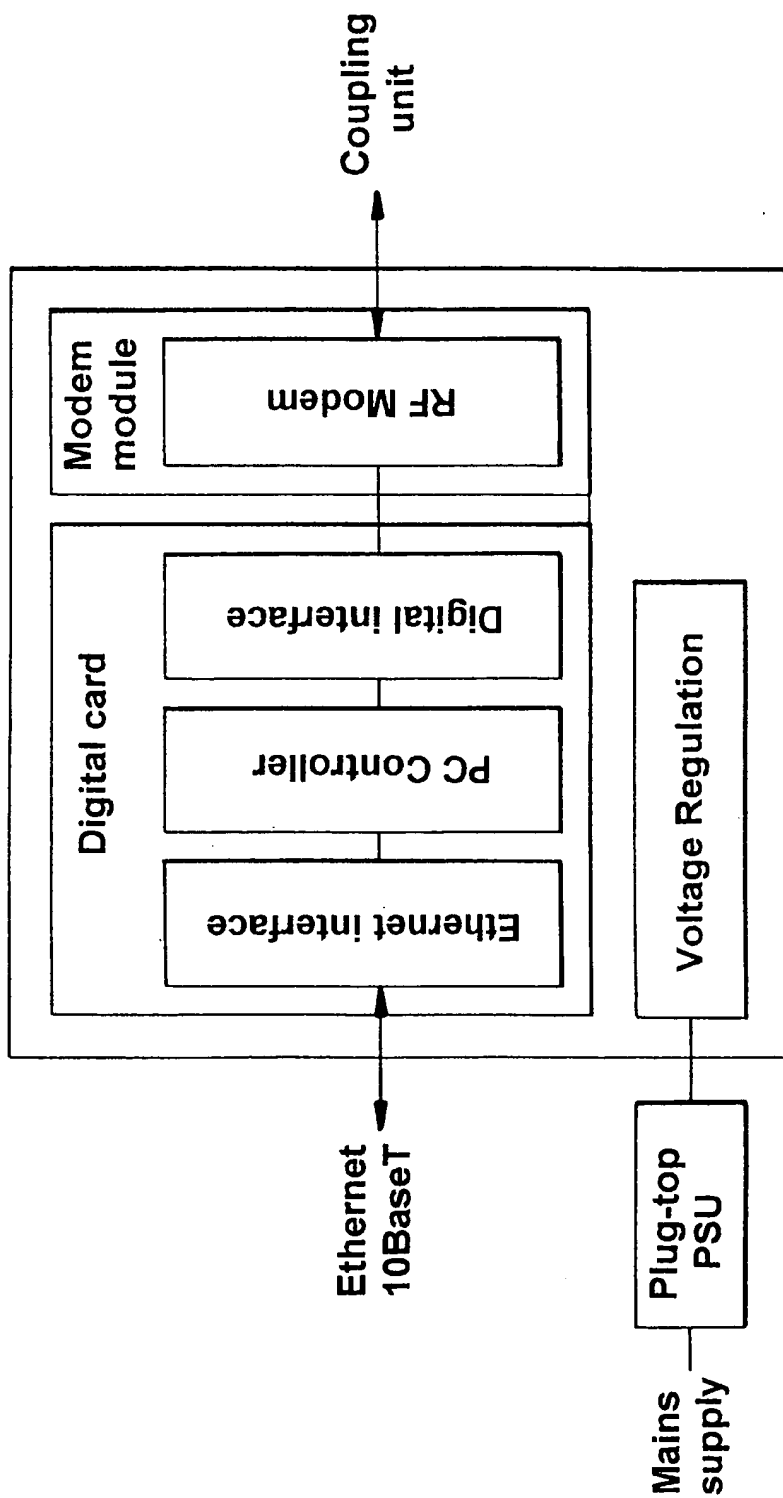 Digital card
Modem
module
Ethernet interface
PC Controller
Digital interface
RF Modem
Ethernet
10BaseT
Coupling
unit
Mains
supply
Plug-top
PSU
Voltage Regulation